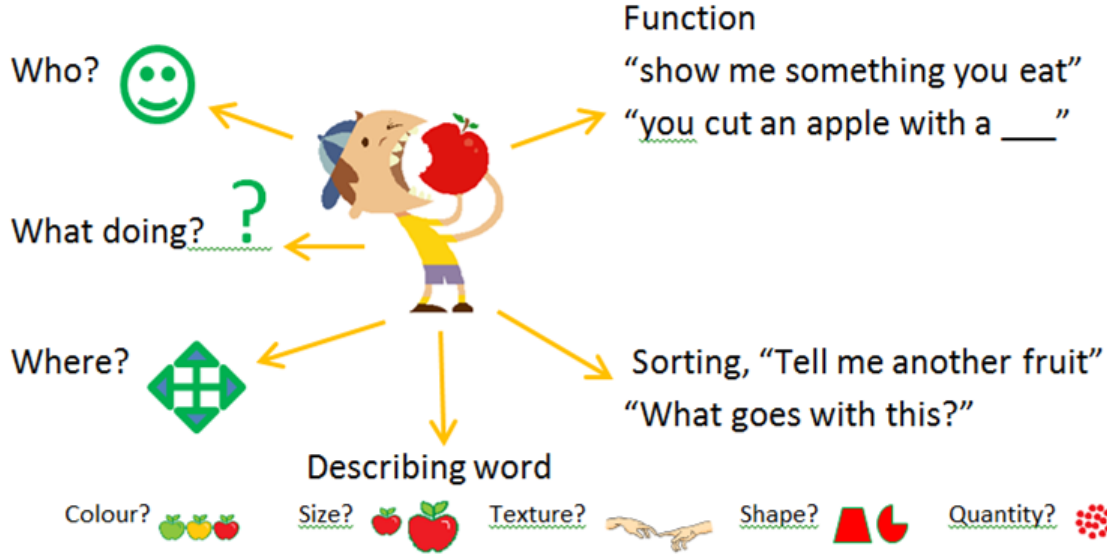 Function
Who?
"show me something you eat"
"you cut an apple with a ___"
What doing? ?
Where?
Sorting, "Tell me another fruit"
"What goes with this?"
Describing word
Colour? Size? Texture? Shape? Quantity?